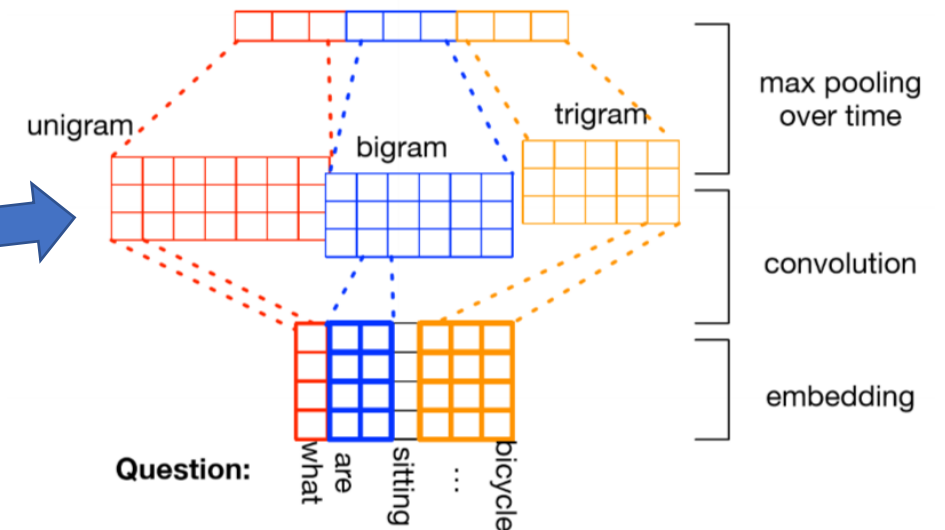 max pooling
over time
unigram
trigram
bigram
convolution
embedding
Question:
what
are
sitting
...
bicycle